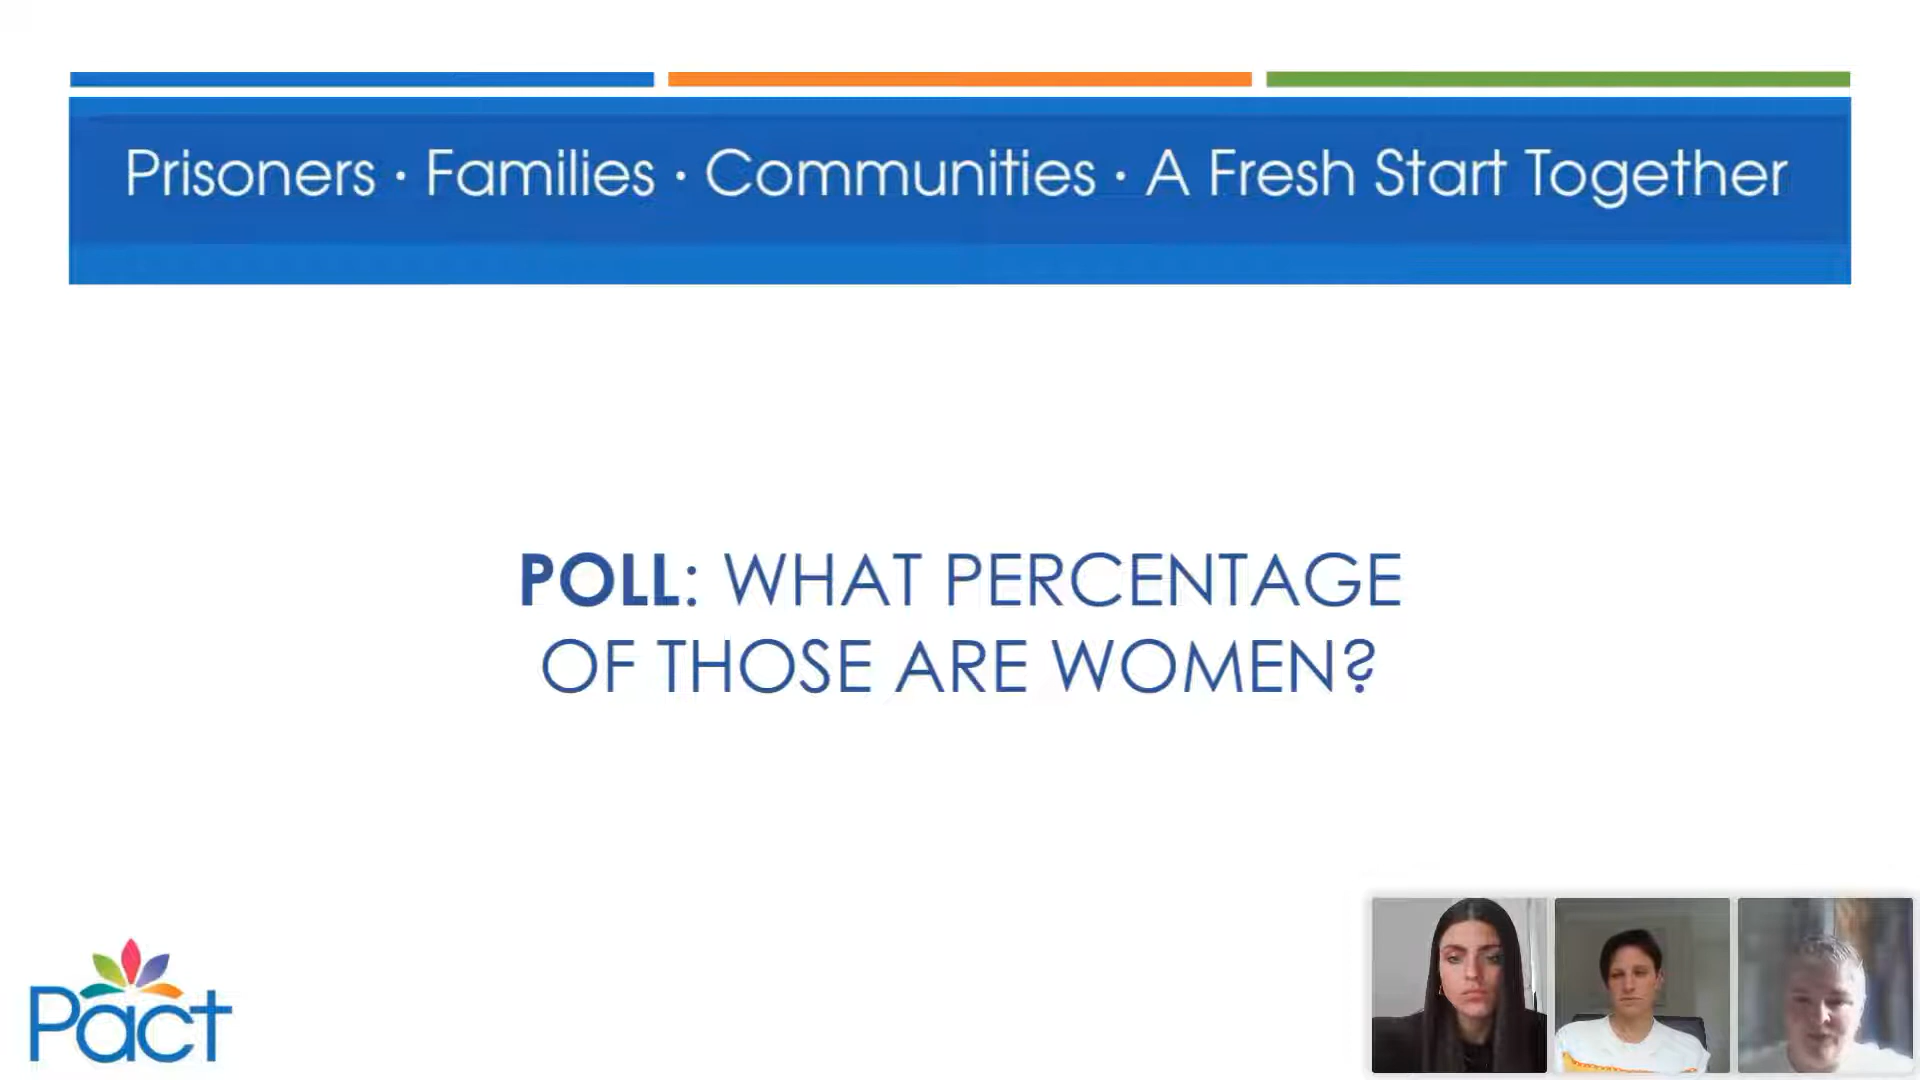 Prisoners · Families · Communities · A Fresh Start Together
POLL: WHAT PERCENTAGE
OF THOSE ARE WOMEN?
Pact